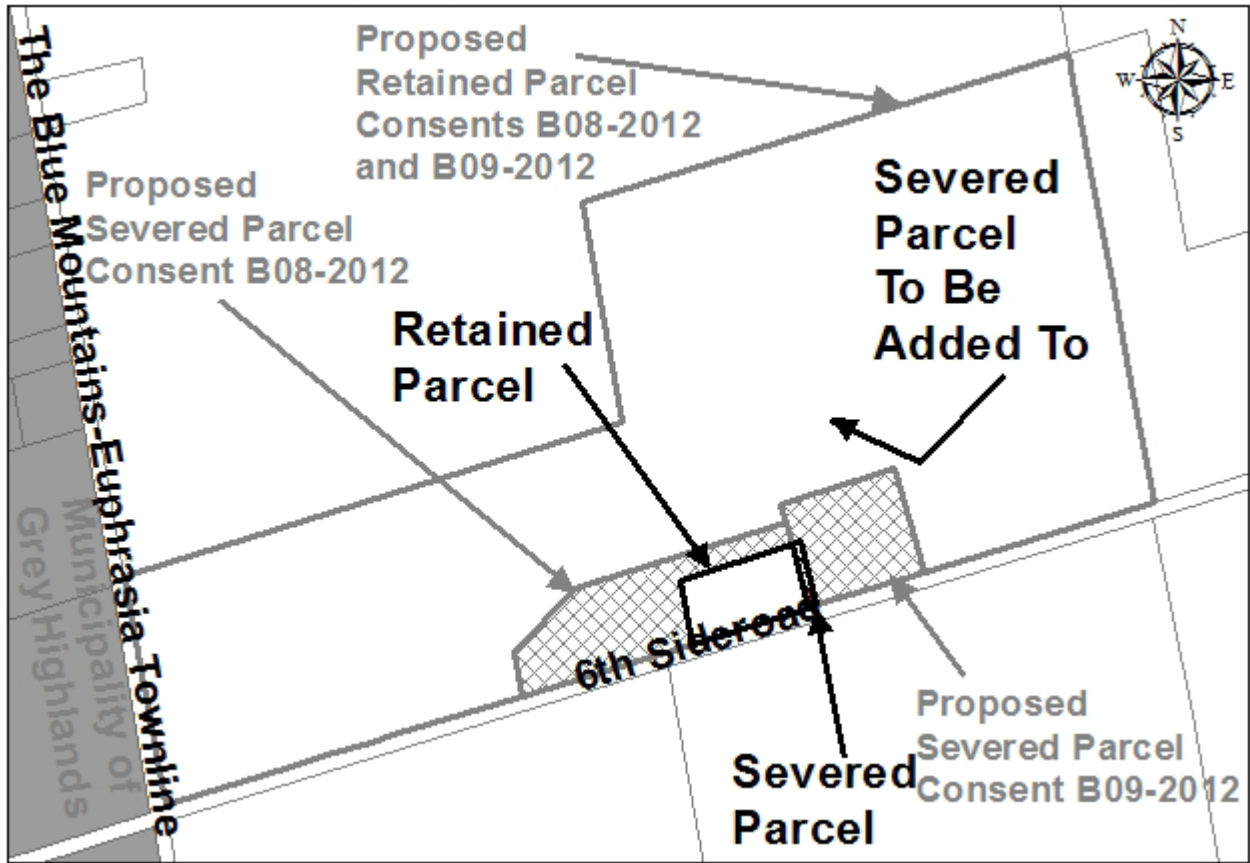 Proposed
Retained Parcel
Consents B08-2012
and B09-2012
N
W
E
S
The Blue Mountains-Euphrasia Townline
Proposed
Severed Parcel
Consent B08-2012
Severed
Parcel
To Be
Added To
Retained
Parcel
Municipality of
Grey Highlands
6th Sideroad
Proposed
Severed Parcel
Consent B09-2012
Severed
Parcel